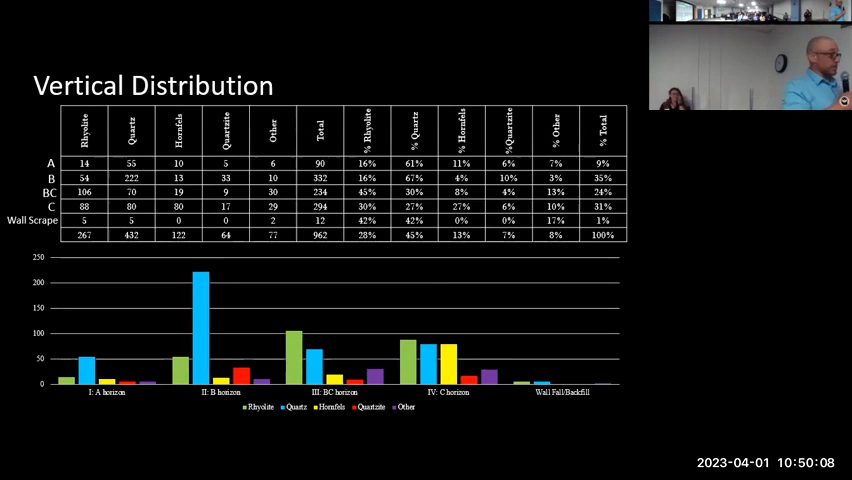 Vertical Distribution
Rhyolite Quartz Hornfels Quartzite Other Total % Rhyolite % Quartz % Hornfels %Quartzite % Other % Total
A 14 55 10 5 6 90 16% 61% 11% 6% 7% 9%
B 54 222 13 33 10 332 16% 67% 4% 10% 3% 35%
BC 106 70 19 9 30 234 45% 30% 8% 4% 13% 24%
C 88 80 80 17 29 294 30% 27% 27% 6% 10% 31%
Wall Scrape 5 5 0 0 2 12 42% 42% 0% 0% 17% 1%
267 432 122 64 77 962 28% 45% 13% 7% 8% 100%
250
200
150
100
50
0
I: A horizon II: B horizon III: BC horizon IV: C horizon Wall Fall/Backfill
Rhyolite Quartz Hornfels Quartzite Other
2023-04-01 10:50:08